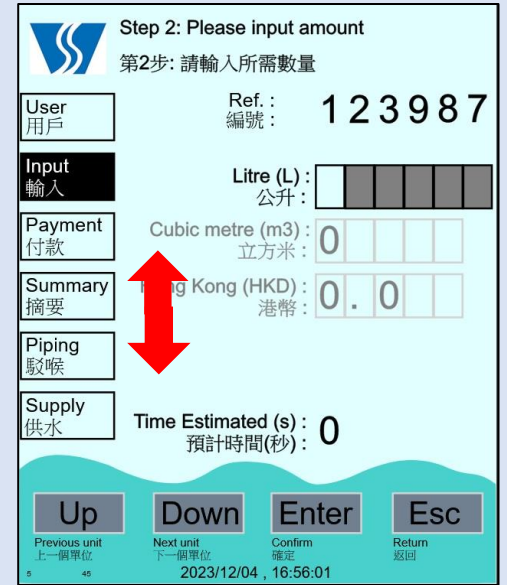 Step 2: Please input amount
第2步: 請輸入所需數量
User
用戶
Ref. :
編號 :
123987
Input
輸入
Litre (L) :
公升 :
Payment
付款
Cubic metre (m3) :
立方米 :
0
Summary
摘要
Kong (HKD) :
港幣 :
0.0
Piping
駁喉
Supply
供水
Time Estimated (s) :
預計時間(秒) :
0
Up
Down
Enter
Esc
Previous unit
上一個單位
Next unit
下一個單位
Confirm
確定
Return
返回
5 45
2023/12/04 , 16:56:01